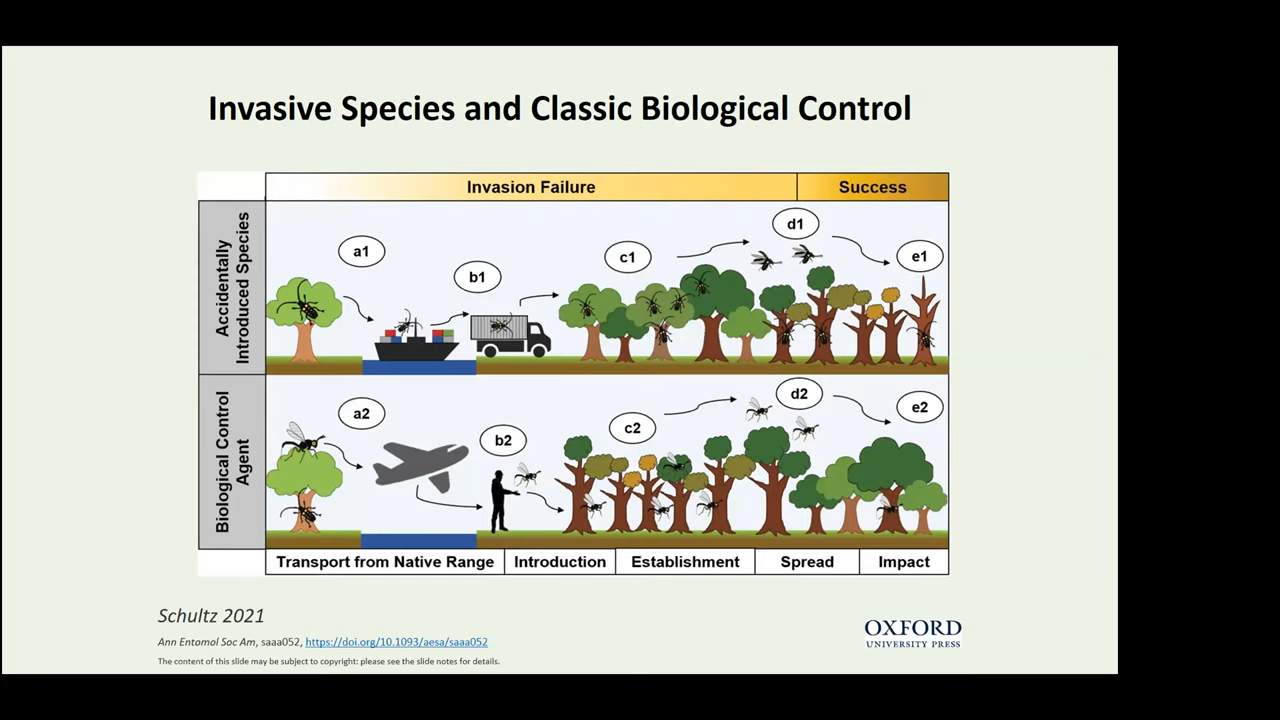 Invasive Species and Classic Biological Control
Invasion Failure
Success
Accidentally
Introduced Species
a1
b1
c1
d1
e1
Biological Control
Agent
a2
b2
c2
d2
e2
Transport from Native Range
Introduction
Establishment
Spread
Impact
Schultz 2021
Ann Entomol Soc Am, saaa052, https://doi.org/10.1093/aesa/saaa052
The content of this slide may be subject to copyright: please see the slide notes for details.
OXFORD
UNIVERSITY PRESS